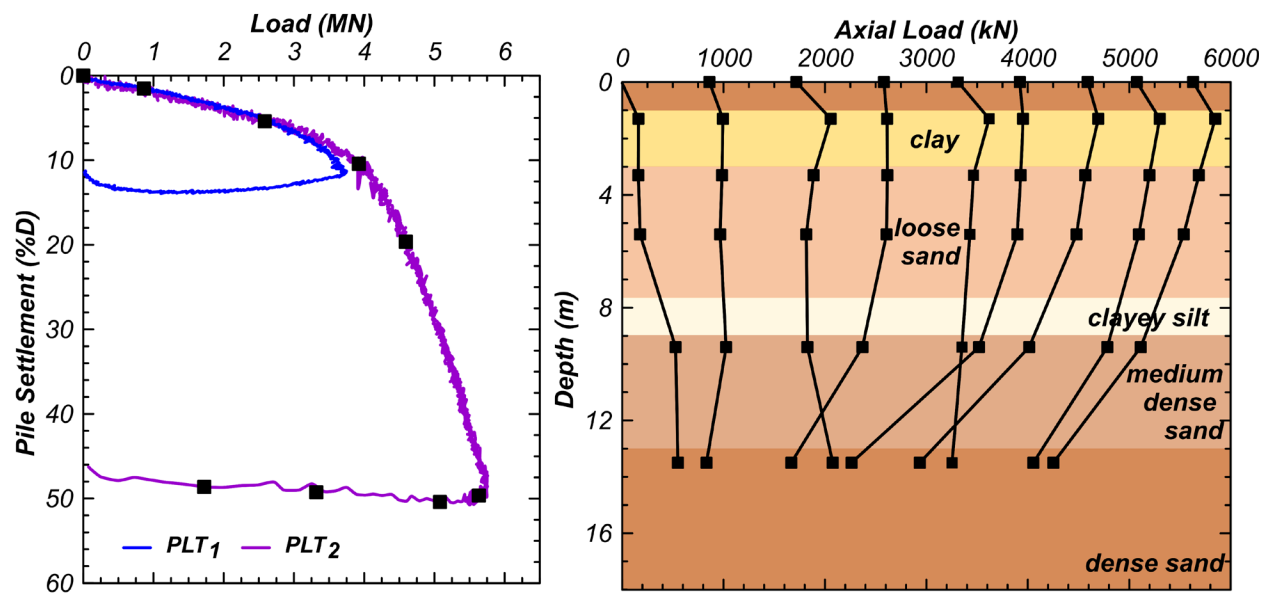 Load (MN)
0 1 2 3 4 5 6
Pile Settlement (%D)
0
10
20
30
40
50
60
PLT1 PLT2
Axial Load (kN)
0 1000 2000 3000 4000 5000 6000
Depth (m)
0
4
8
12
16
clay
loose
sand
clayey silt
medium
dense
sand
dense sand